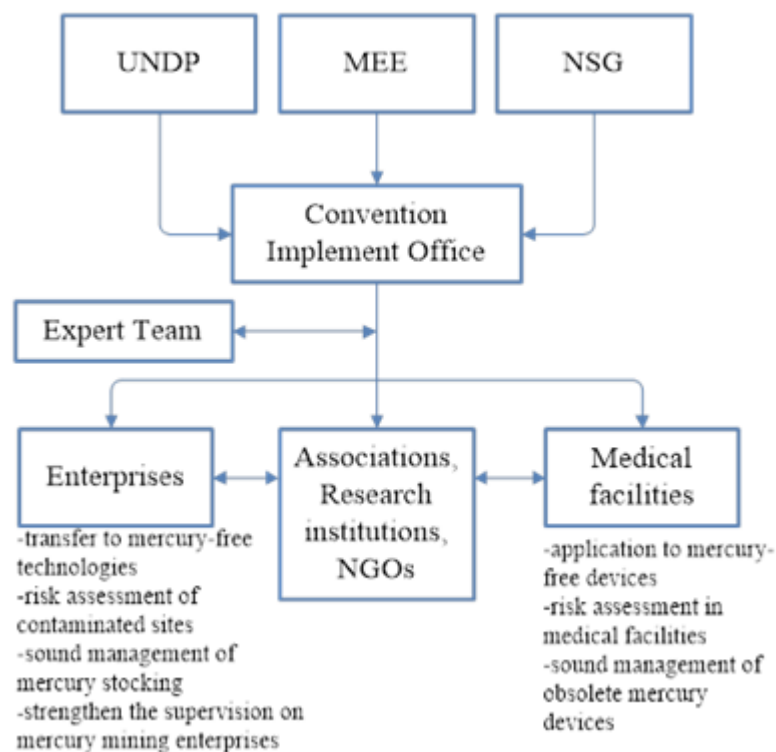 UNDP
MEE
NSG
Convention
Implement Office
Expert Team
Enterprises
Associations,
Research
institutions,
NGOs
Medical
facilities
-transfer to mercury-free
technologies
-risk assessment of
contaminated sites
-sound management of
mercury stocking
-strengthen the supervision on
mercury mining enterprises
-application to mercury-
free devices
-risk assessment in
medical facilities
-sound management of
obsolete mercury
devices